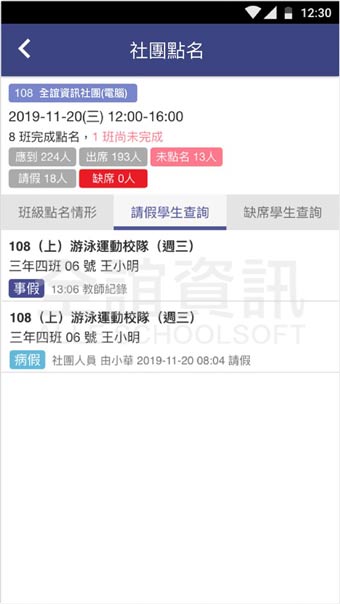 12:30
社團點名
108 全誼資訊社團(電腦)
2019-11-20(三) 12:00-16:00
8 班完成點名，1 班尚未完成
應到 224人 出席 193人 未點名 13人
請假 18人 缺席 0人
班級點名情形 請假學生查詢 缺席學生查詢
108（上）游泳運動校隊（週三）
三年四班 06 號 王小明
事假 13:06 教師紀錄
全誼資訊
108（上）游泳運動校隊（週三）
SCHOOLSOFT
三年四班 06 號 王小明
病假 社團人員 由小華 2019-11-20 08:04 請假